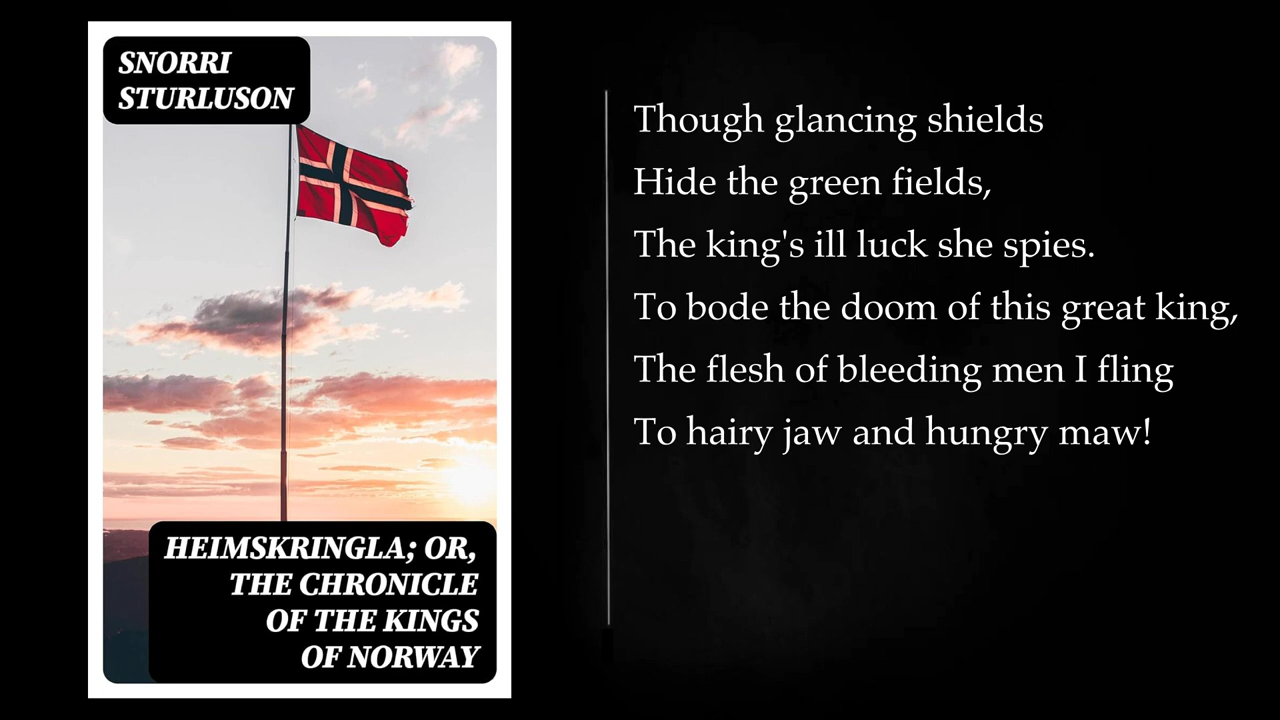 SNORRI
STURLUSON
HEIMSKRINGLA; OR,
THE CHRONICLE
OF THE KINGS
OF NORWAY
Though glancing shields
Hide the green fields,
The king's ill luck she spies.
To bode the doom of this great king,
The flesh of bleeding men I fling
To hairy jaw and hungry maw!